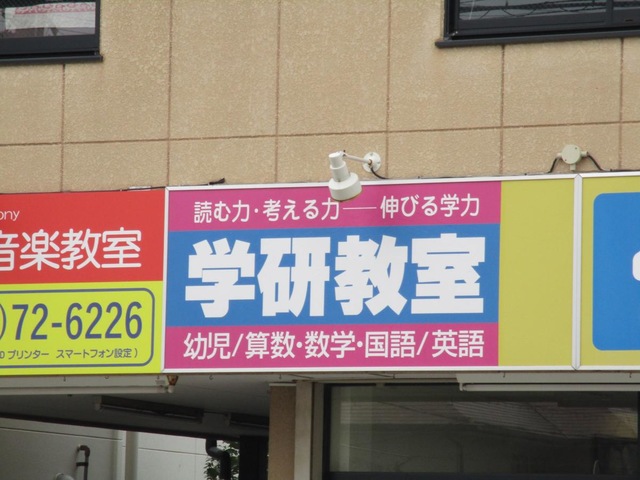 ony
音楽教室
72-6226
プリンター スマートフォン設定）
読む力・考える力──伸びる学力
学研教室
幼児/算数・数学・国語/英語